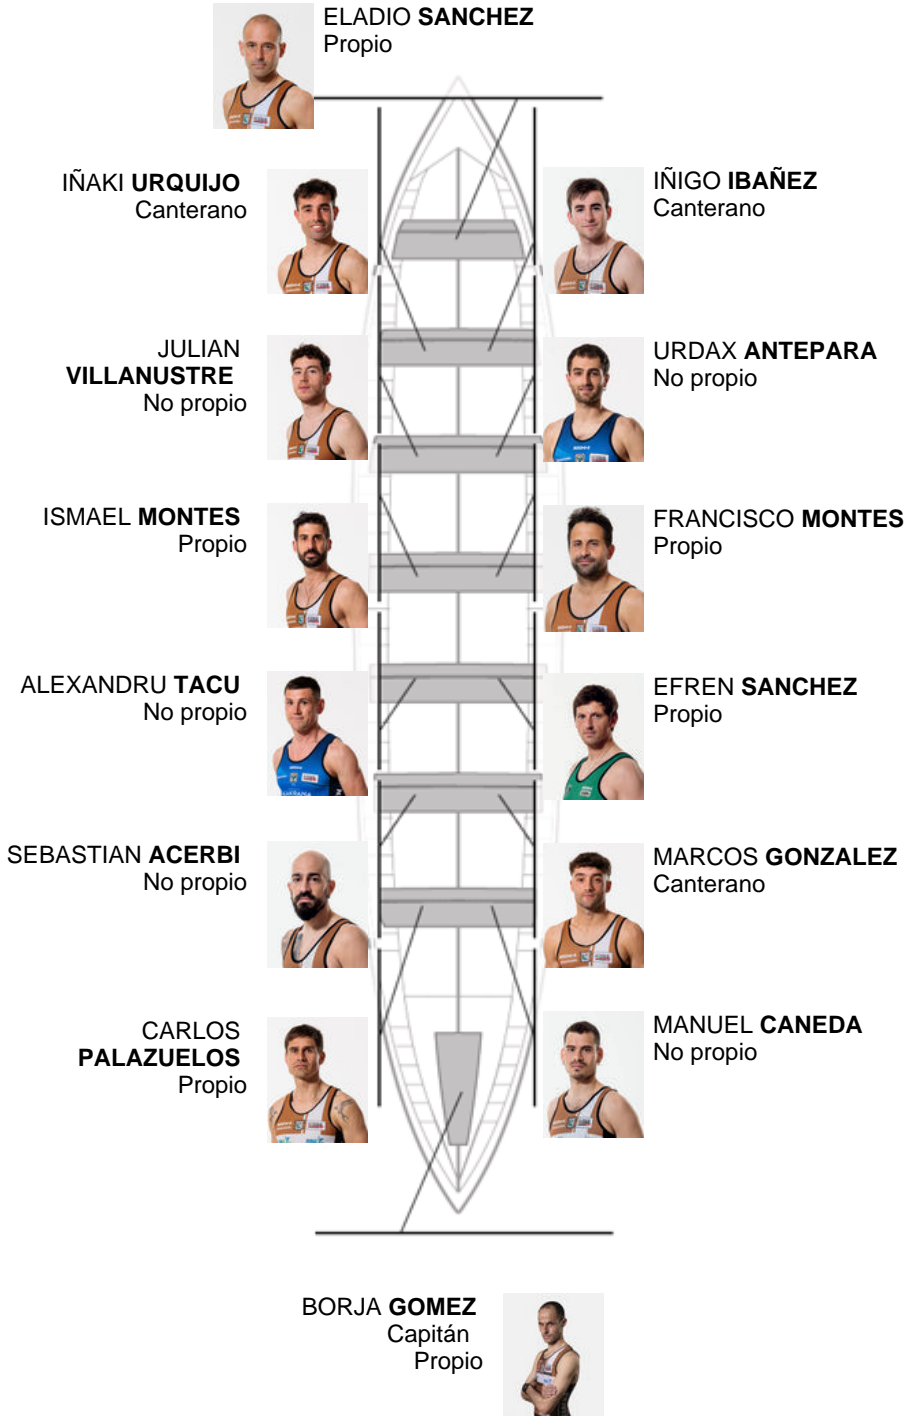 ELADIO SANCHEZ
Propio
IÑAKI URQUIJO
Canterano
IÑIGO IBAÑEZ
Canterano
JULIAN
VILLANUSTRE
No propio
URDAX ANTEPARA
No propio
ISMAEL MONTES
Propio
FRANCISCO MONTES
Propio
ALEXANDRU TACU
No propio
EFREN SANCHEZ
Propio
SEBASTIAN ACERBI
No propio
MARCOS GONZALEZ
Canterano
CARLOS
PALAZUELOS
Propio
MANUEL CANEDA
No propio
BORJA GOMEZ
Capitán
Propio